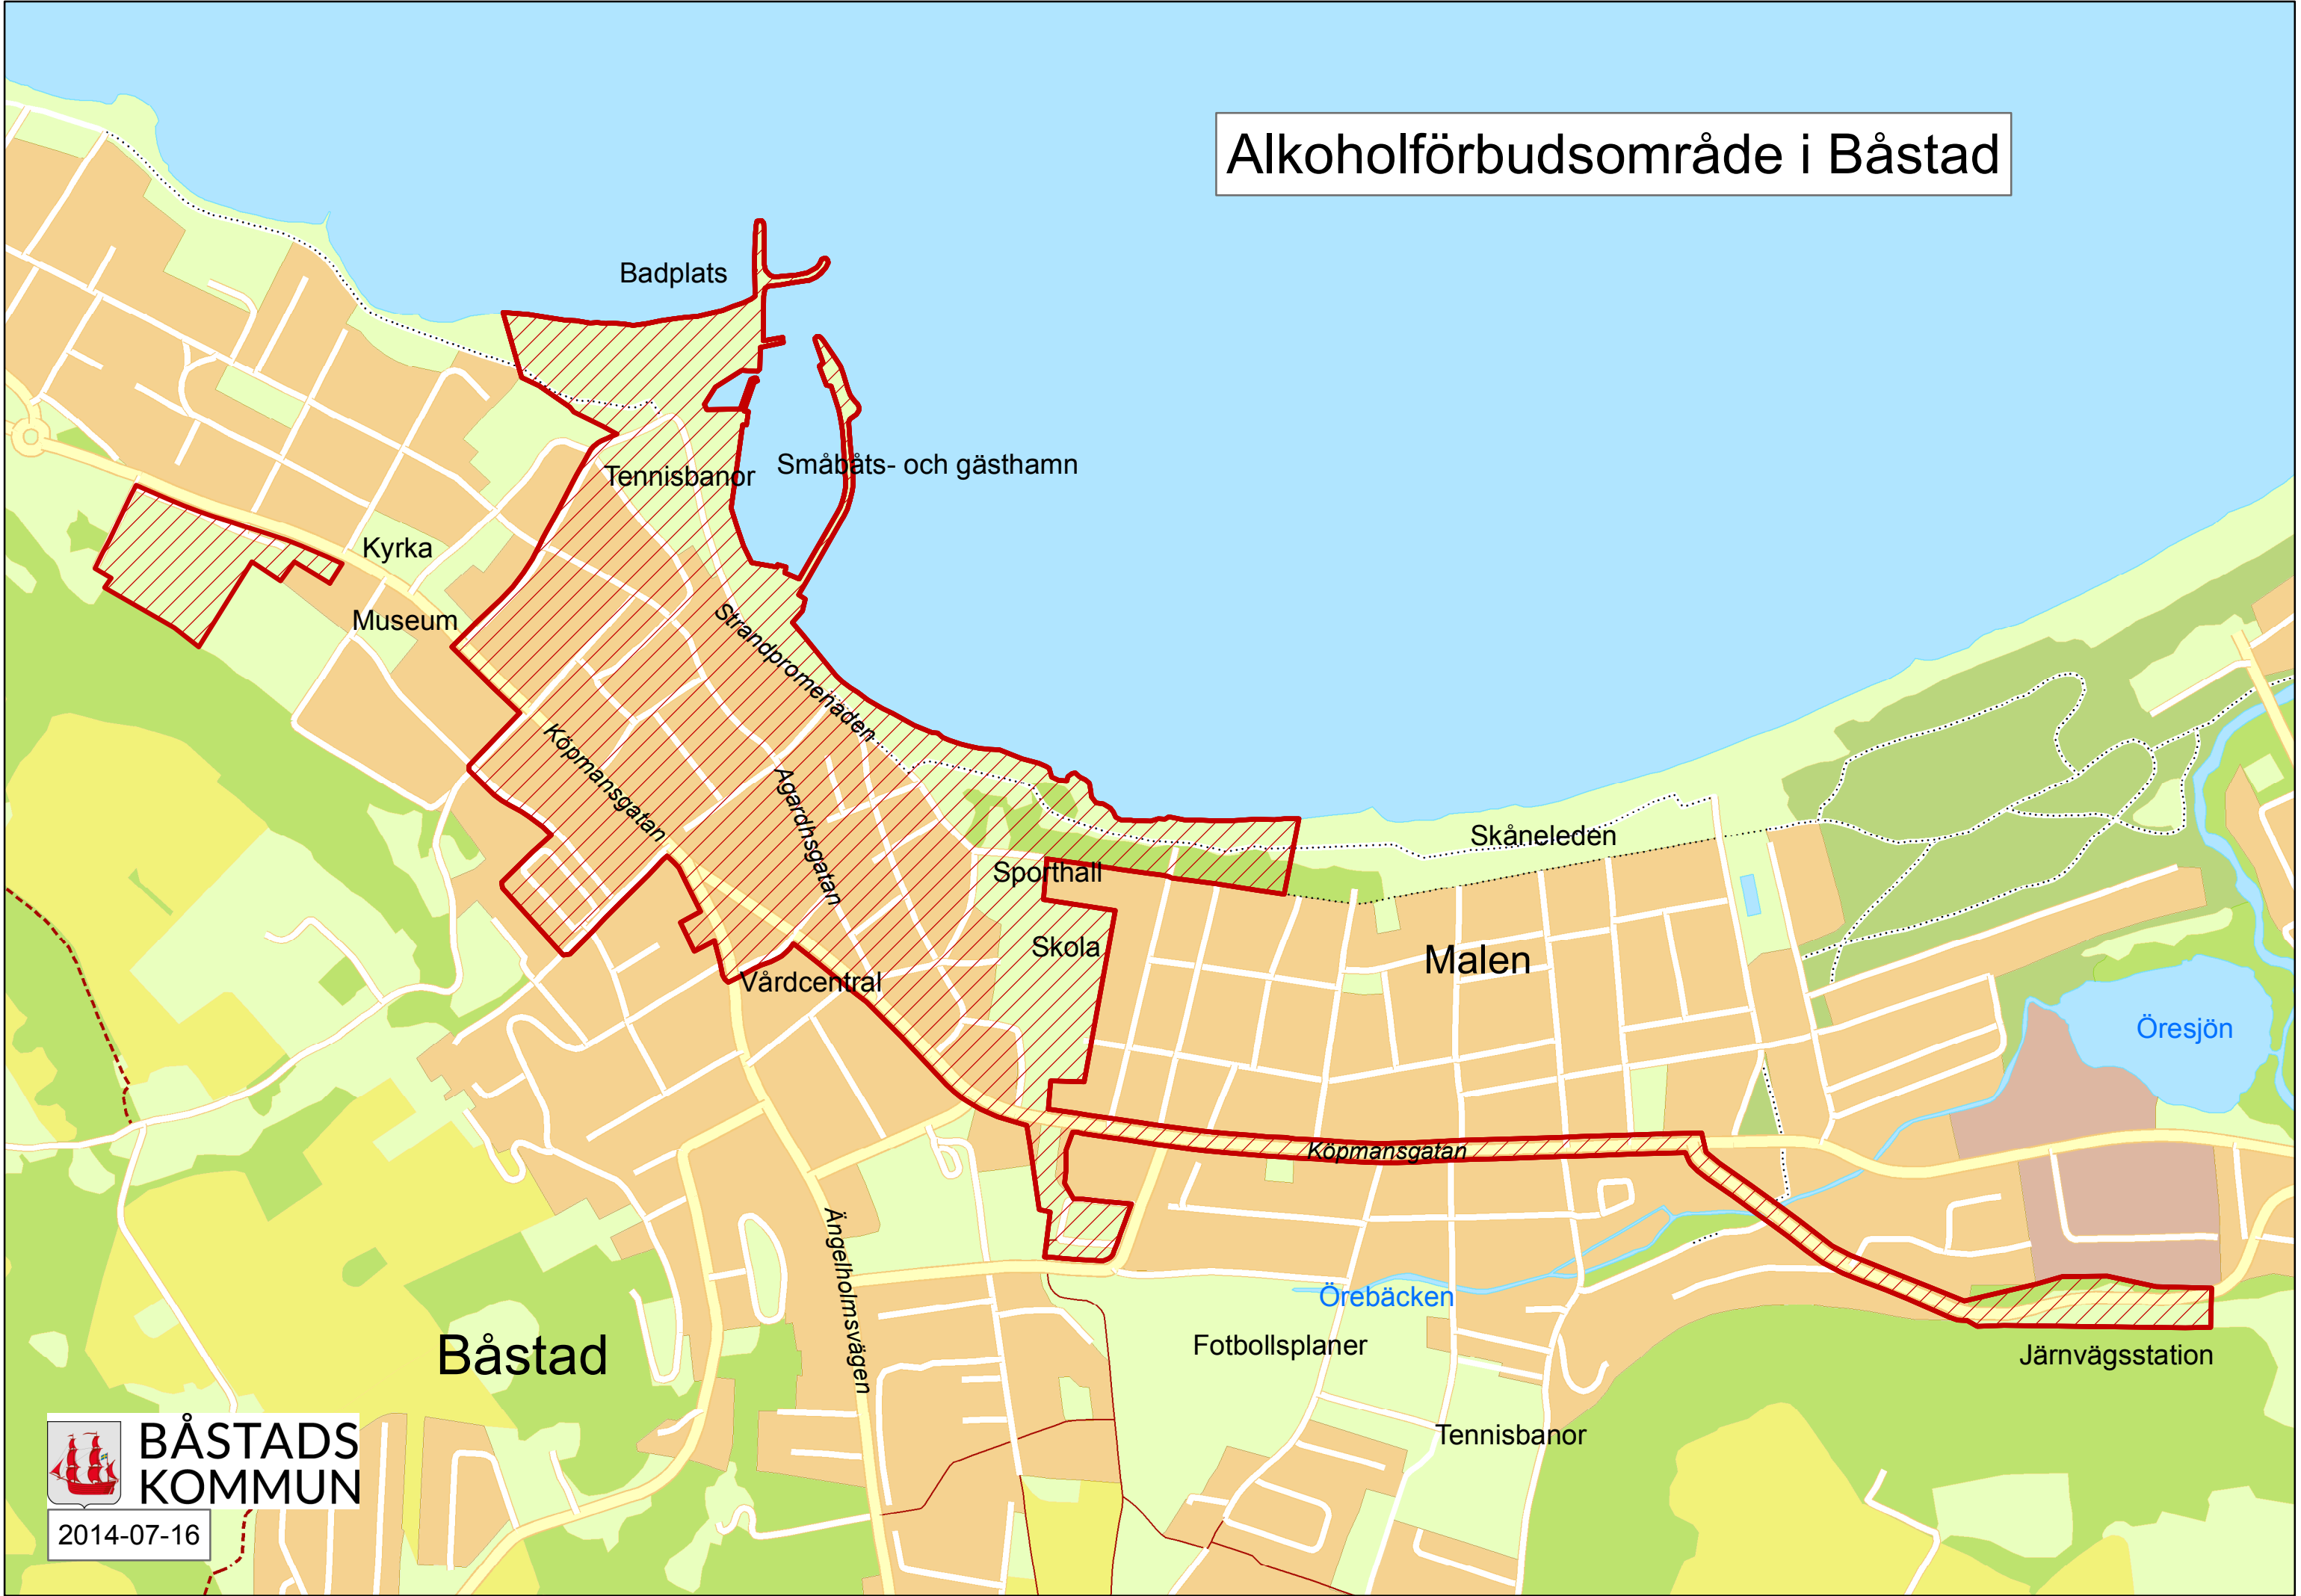 Alkoholförbudsområde i Båstad
Badplats
Småbåts- och gästhamn
Tennisbanor
Kyrka
Museum
Strandpromenaden
Köpmansgatan
Agardhsgatan
Sporthall
Skåneleden
Skola
Malen
Vårdcentral
Öresjön
Köpmansgatan
Ängelholmsvägen
Örebäcken
Fotbollsplaner
Båstad
Järnvägsstation
Tennisbanor
BÅSTADS
KOMMUN
2014-07-16